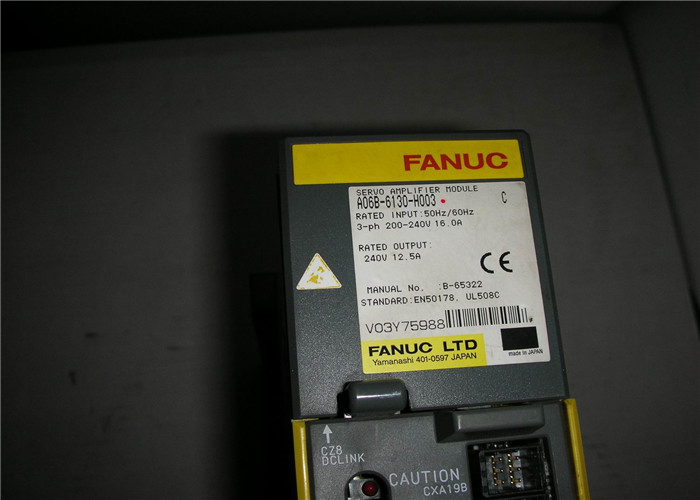 FANUC
SERVO AMPLIFIER MODULE
A06B-6130-H003 C
RATED INPUT:50Hz/60Hz
3-ph 200-240V 16.0A
RATED OUTPUT:
240V 12.5A
CE
MANUAL No. :B-65322
STANDARD:EN50178, UL508C
V03Y75988
FANUC LTD
Yamanashi 401-0597 JAPAN
made in JAPAN
CZ8
DCLINK
CAUTION
CXA19B